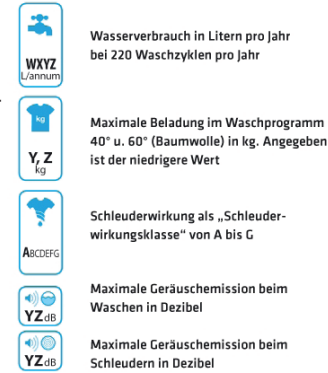 WXYZ
L/annum
Wasserverbrauch in Litern pro Jahr
bei 220 Waschzyklen pro Jahr
kg
Y, Z
kg
Maximale Beladung im Waschprogramm
40° u. 60° (Baumwolle) in kg. Angegeben
ist der niedrigere Wert
ABCDEFG
Schleuderwirkung als „Schleuder-
wirkungsklasse“ von A bis G
YZdB
Maximale Geräuschemission beim
Waschen in Dezibel
YZdB
Maximale Geräuschemission beim
Schleudern in Dezibel